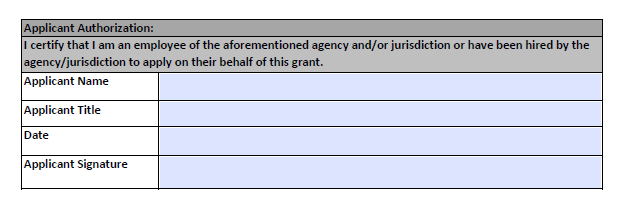 Applicant Authorization:
I certify that I am an employee of the aforementioned agency and/or jurisdiction or have been hired by the
agency/jurisdiction to apply on their behalf of this grant.
Applicant Name
Applicant Title
Date
Applicant Signature